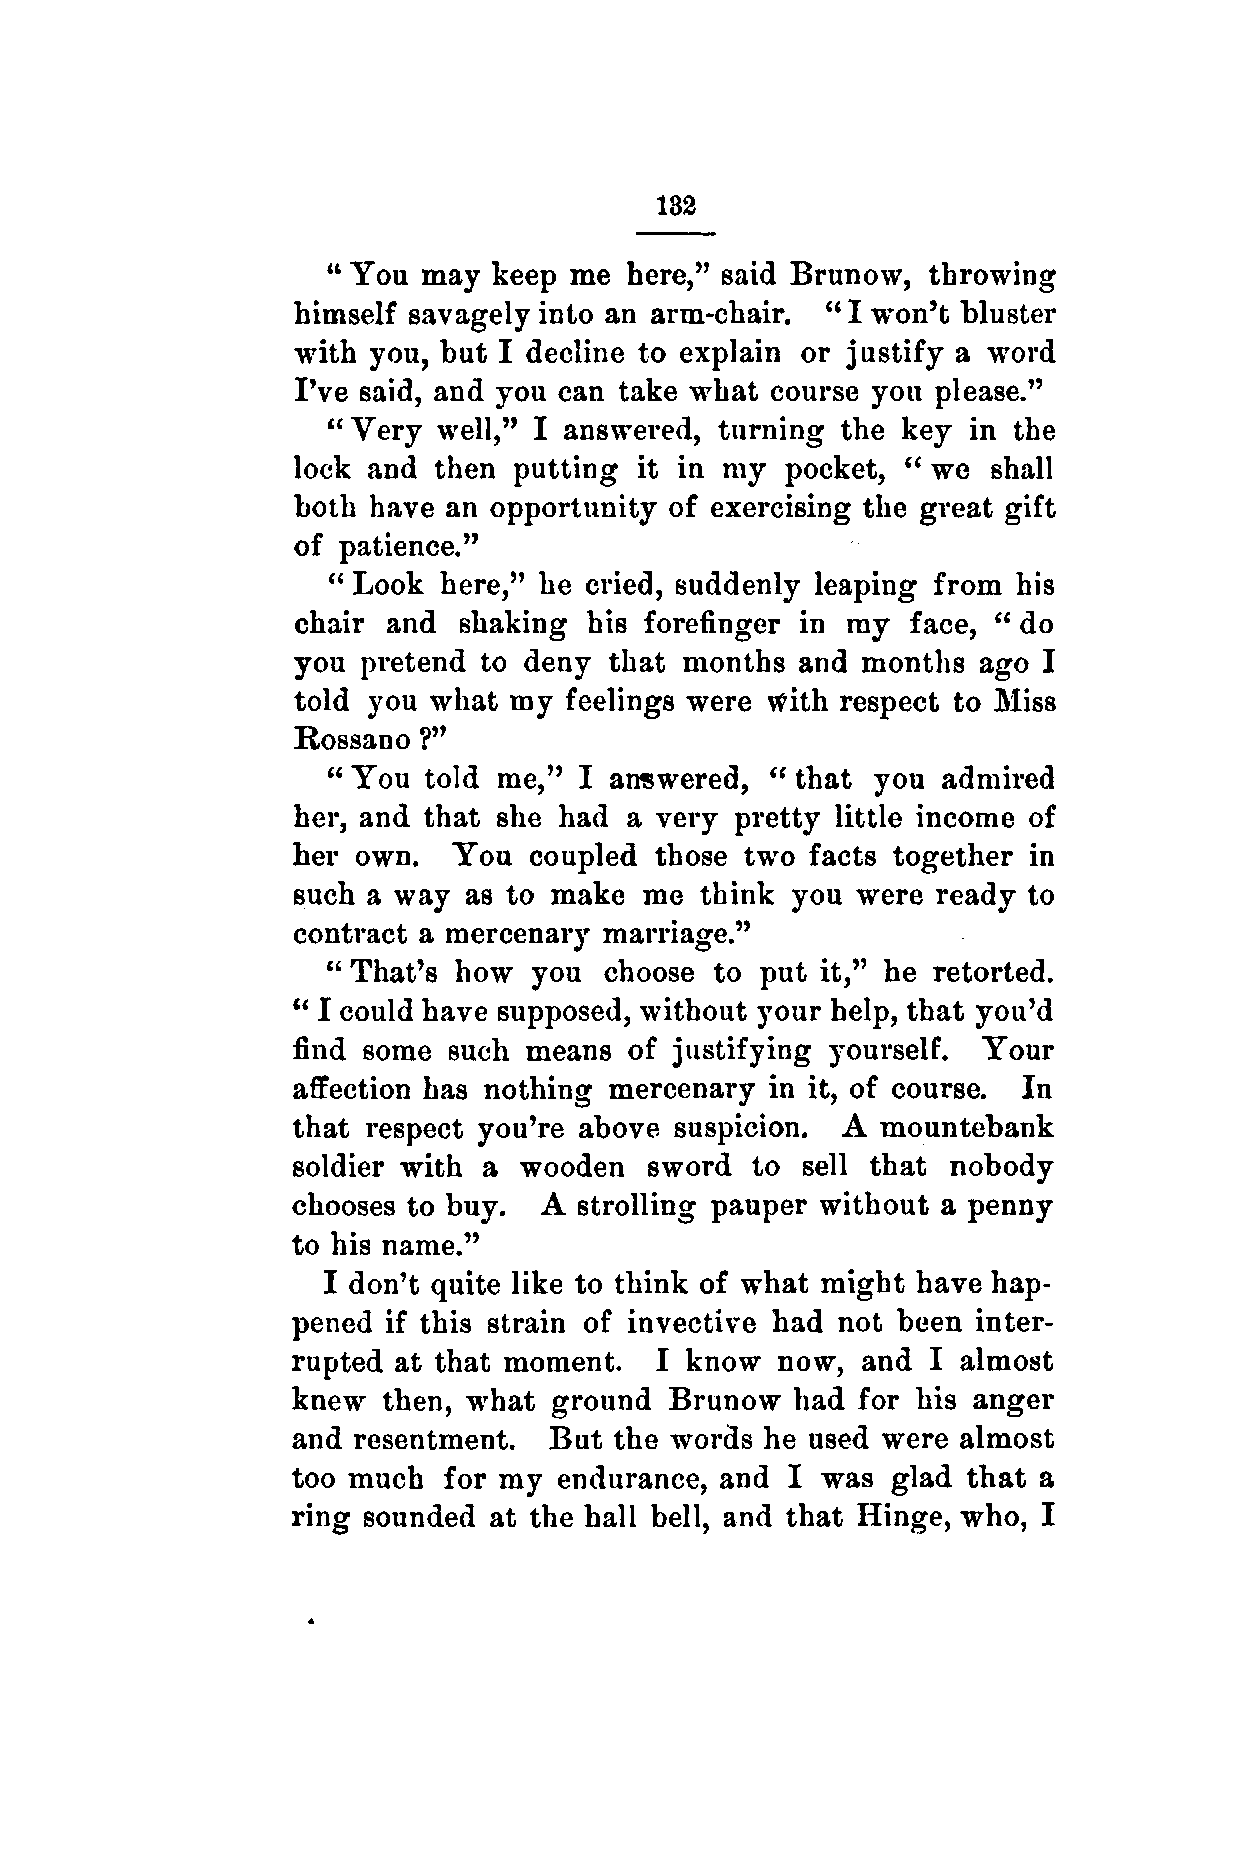 132
“ You may keep me here,” said Brunow, throwing
himself savagely into an arm-chair. “ I won’t bluster
with you, but I decline to explain or justify a word
I’ve said, and you can take what course you please.”
“ Very well,” I answered, turning the key in the
lock and then putting it in my pocket, “ we shall
both have an opportunity of exercising the great gift
of patience.”
“ Look here,” he cried, suddenly leaping from his
chair and shaking his forefinger in my face, “ do
you pretend to deny that months and months ago I
told you what my feelings were with respect to Miss
Rossano ?”
“ You told me,” I answered, “ that you admired
her, and that she had a very pretty little income of
her own. You coupled those two facts together in
such a way as to make me think you were ready to
contract a mercenary marriage.”
“ That’s how you choose to put it,” he retorted.
“ I could have supposed, without your help, that you’d
find some such means of justifying yourself. Your
affection has nothing mercenary in it, of course. In
that respect you’re above suspicion. A mountebank
soldier with a wooden sword to sell that nobody
chooses to buy. A strolling pauper without a penny
to his name.”
I don’t quite like to think of what might have hap-
pened if this strain of invective had not been inter-
rupted at that moment. I know now, and I almost
knew then, what ground Brunow had for his anger
and resentment. But the words he used were almost
too much for my endurance, and I was glad that a
ring sounded at the hall bell, and that Hinge, who, I